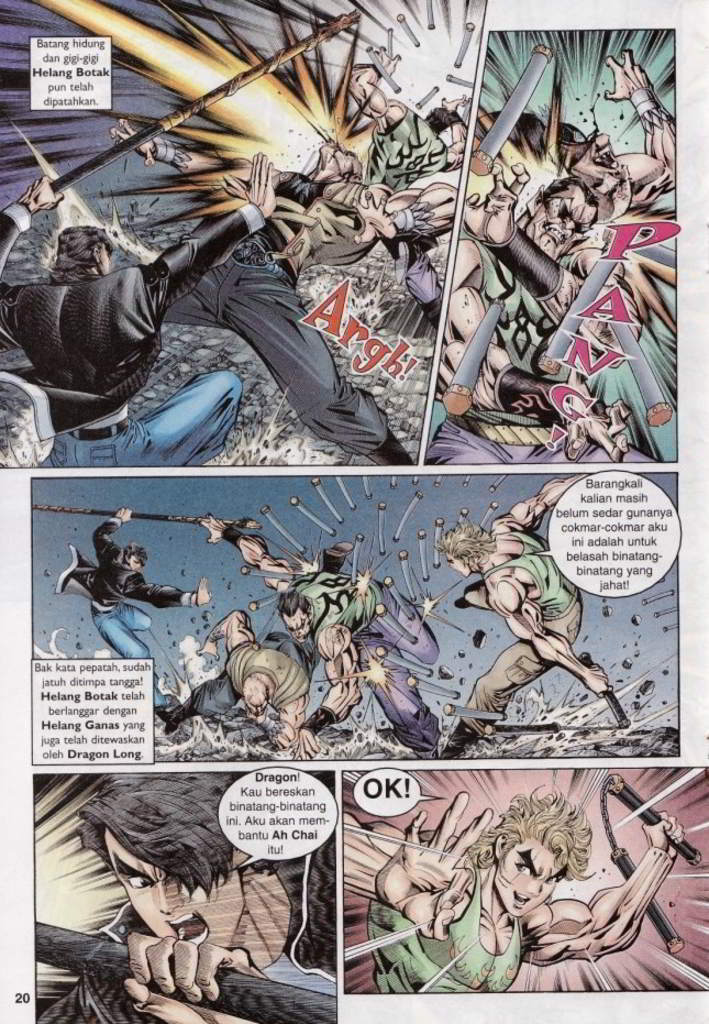 Batang hidung
dan gigi-gigi
Helang Botak
pun telah
dipatahkan.
Argh!
PANG!
Barangkali
kalian masih
belum sedar gunanya
cokmar-cokmar aku
ini adalah untuk
belasah binatang-
binatang yang
jahat!
Bak kata pepatah, sudah
jatuh ditimpa tangga!
Helang Botak telah
berlanggar dengan
Helang Ganas yang
juga telah ditewaskan
oleh Dragon Long.
Dragon!
Kau bereskan
binatang-binatang
ini. Aku akan mem-
bantu Ah Chai
itu!
OK!
20